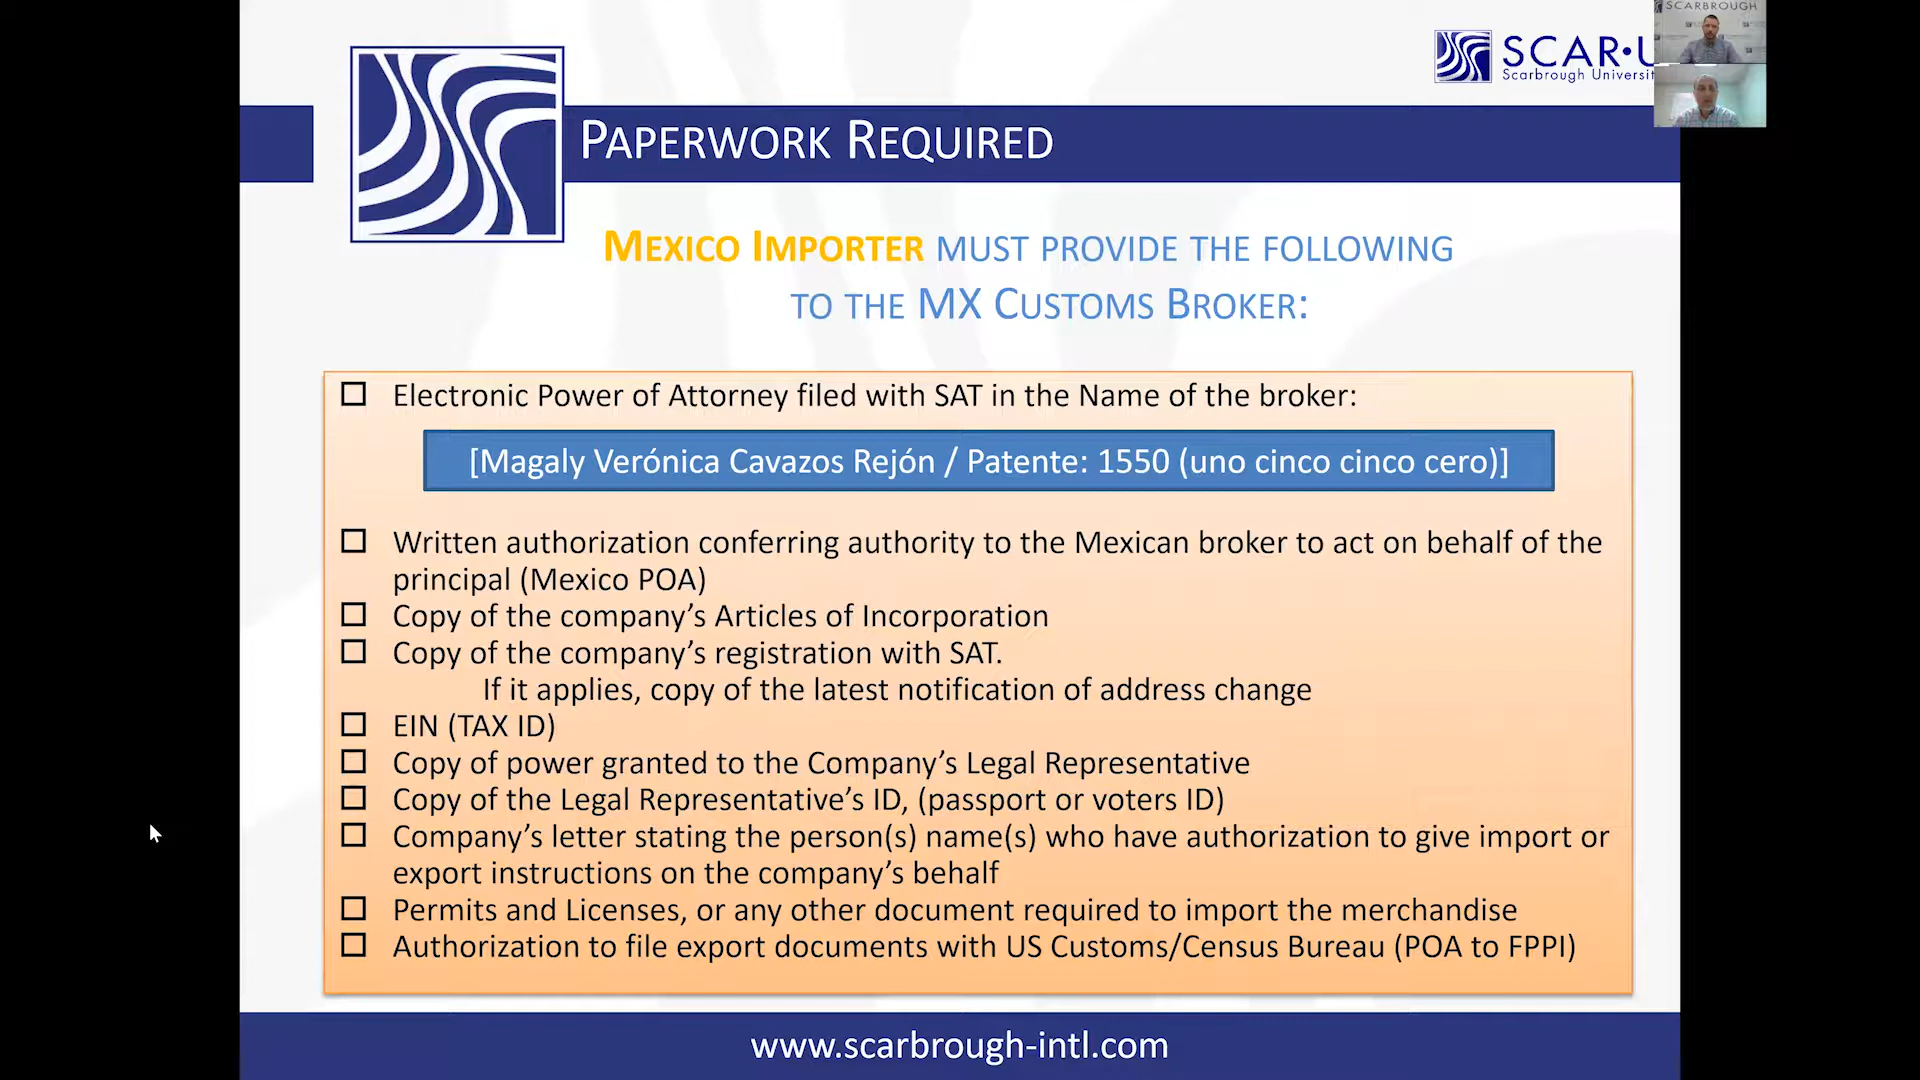 SCARBROUGH
SCAR•U
Scarbrough Universit
PAPERWORK REQUIRED
MEXICO IMPORTER MUST PROVIDE THE FOLLOWING
TO THE MX CUSTOMS BROKER:
Electronic Power of Attorney filed with SAT in the Name of the broker:
[Magaly Verónica Cavazos Rejón / Patente: 1550 (uno cinco cinco cero)]
Written authorization conferring authority to the Mexican broker to act on behalf of the
principal (Mexico POA)
Copy of the company’s Articles of Incorporation
Copy of the company’s registration with SAT.
If it applies, copy of the latest notification of address change
EIN (TAX ID)
Copy of power granted to the Company’s Legal Representative
Copy of the Legal Representative’s ID, (passport or voters ID)
Company’s letter stating the person(s) name(s) who have authorization to give import or
export instructions on the company’s behalf
Permits and Licenses, or any other document required to import the merchandise
Authorization to file export documents with US Customs/Census Bureau (POA to FPPI)
www.scarbrough-intl.com